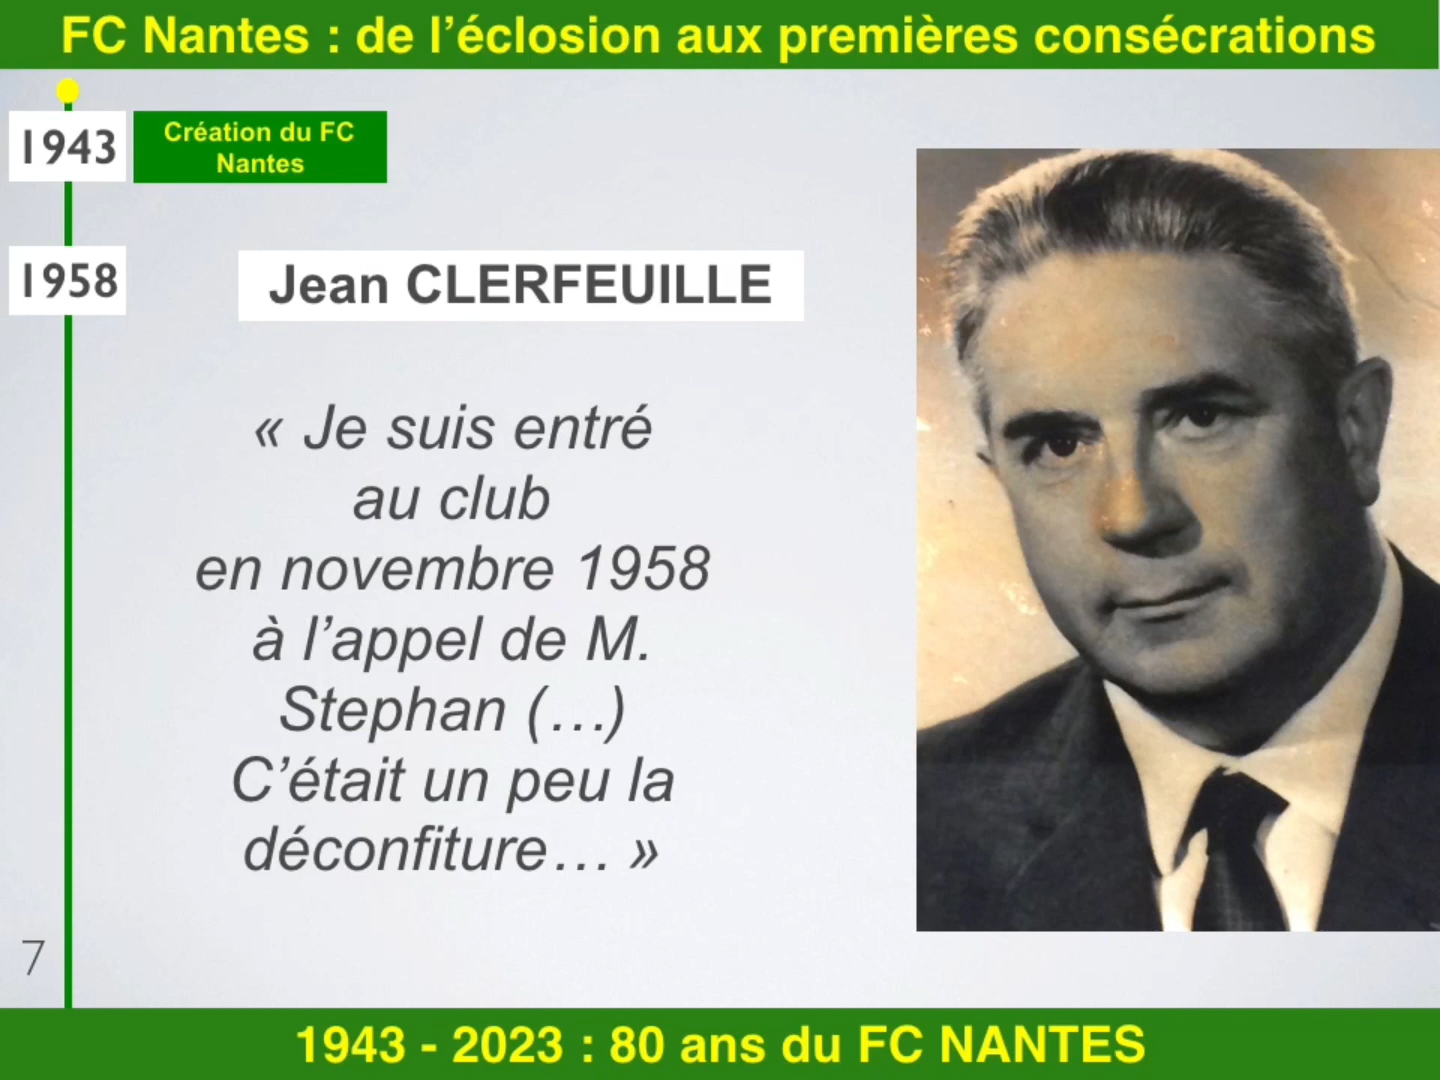 FC Nantes : de l’éclosion aux premières consécrations
1943
Création du FC
Nantes
1958
Jean CLERFEUILLE
« Je suis entré
au club
en novembre 1958
à l’appel de M.
Stephan (…)
C’était un peu la
déconfiture… »
7
1943 - 2023 : 80 ans du FC NANTES